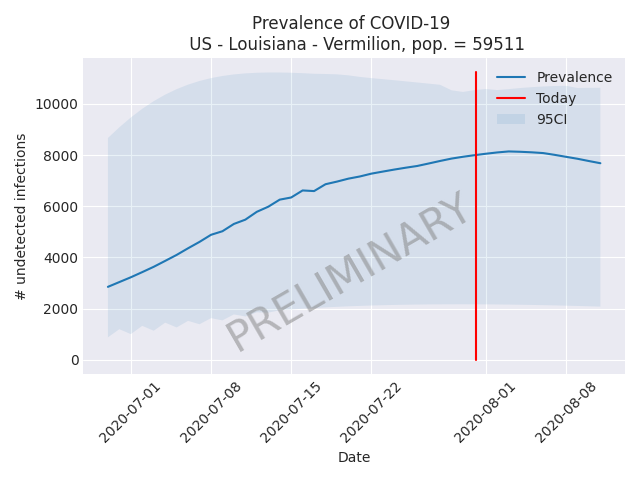 Prevalence of COVID-19
US - Louisiana - Vermilion, pop. = 59511
# undetected infections
10000
8000
6000
4000
2000
0
Prevalence
Today
95CI
PRELIMINARY
2020-07-01
2020-07-08
2020-07-15
2020-07-22
2020-08-01
2020-08-08
Date